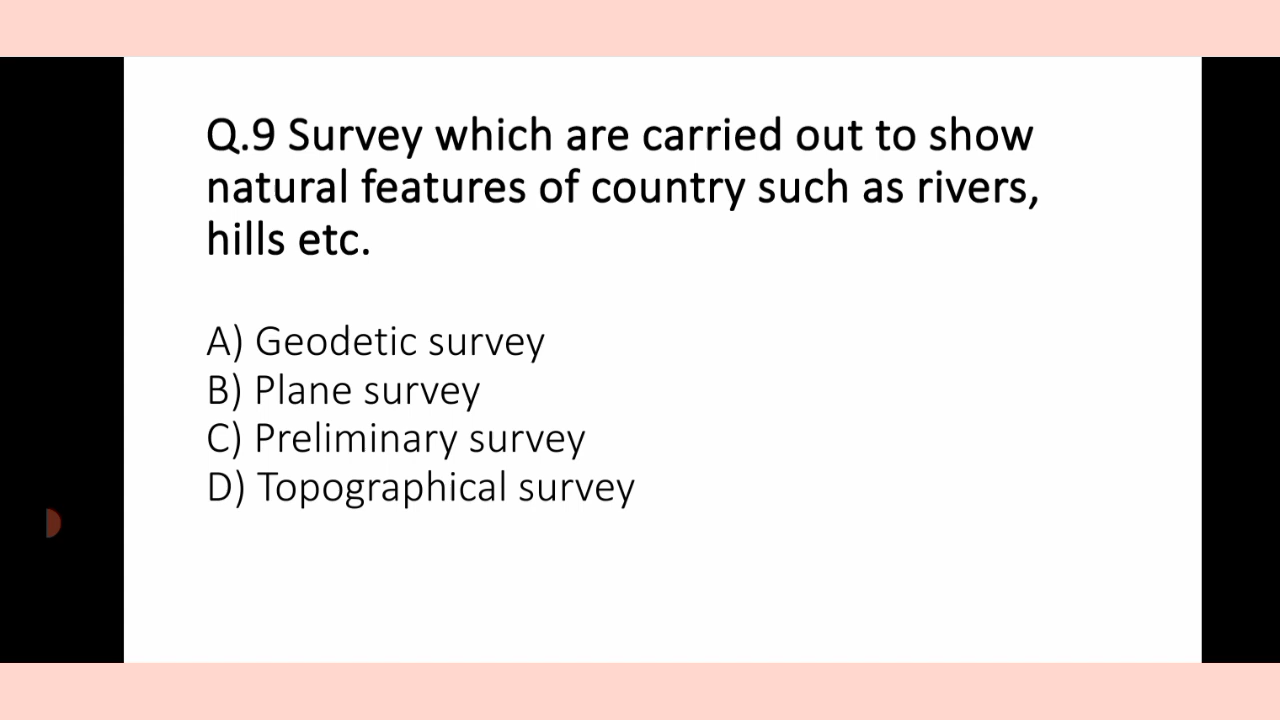 Q.9 Survey which are carried out to show
natural features of country such as rivers,
hills etc.
A) Geodetic survey
B) Plane survey
C) Preliminary survey
D) Topographical survey